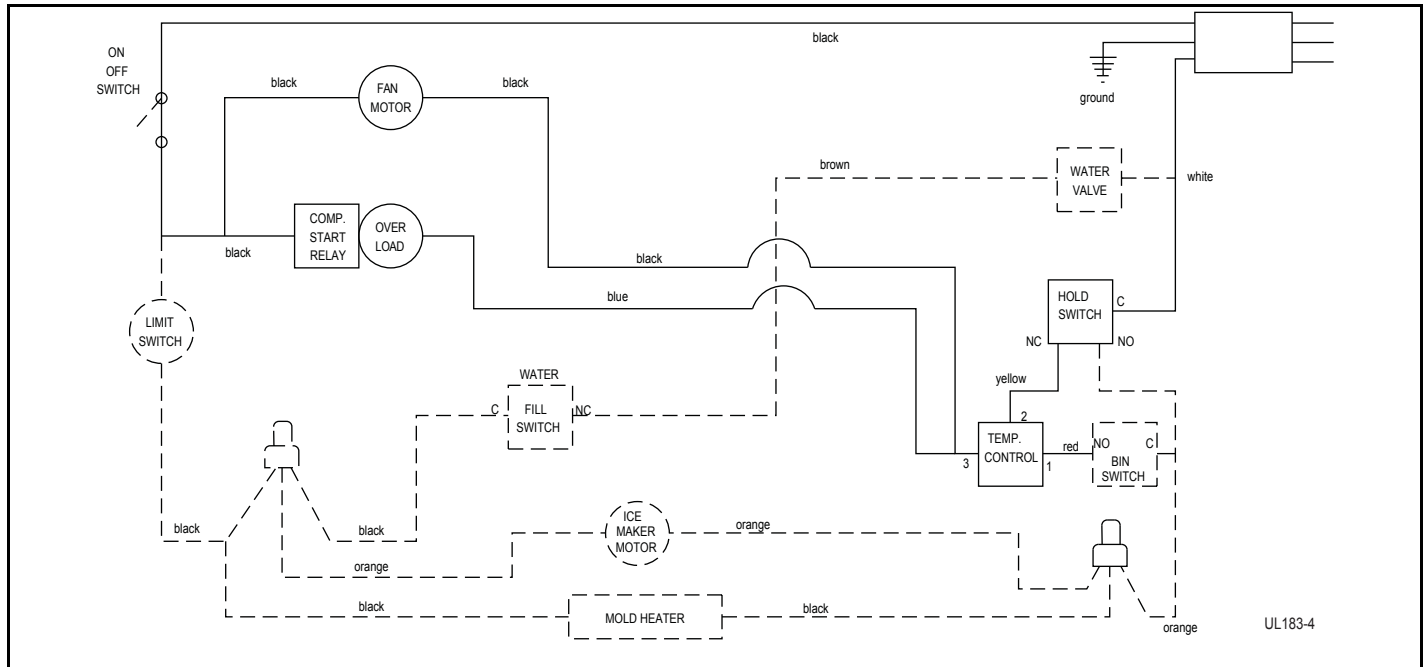 black
ON
OFF
SWITCH
black
FAN
MOTOR
black
ground
brown
WATER
VALVE
white
COMP.
START
RELAY
OVER
LOAD
black
black
blue
HOLD
SWITCH
C
NC
NO
LIMIT
SWITCH
yellow
WATER
C
FILL
SWITCH
NC
2
TEMP.
CONTROL
3
1
red
NO
C
BIN
SWITCH
black
black
orange
ICE
MAKER
MOTOR
orange
black
MOLD HEATER
black
orange
UL183-4